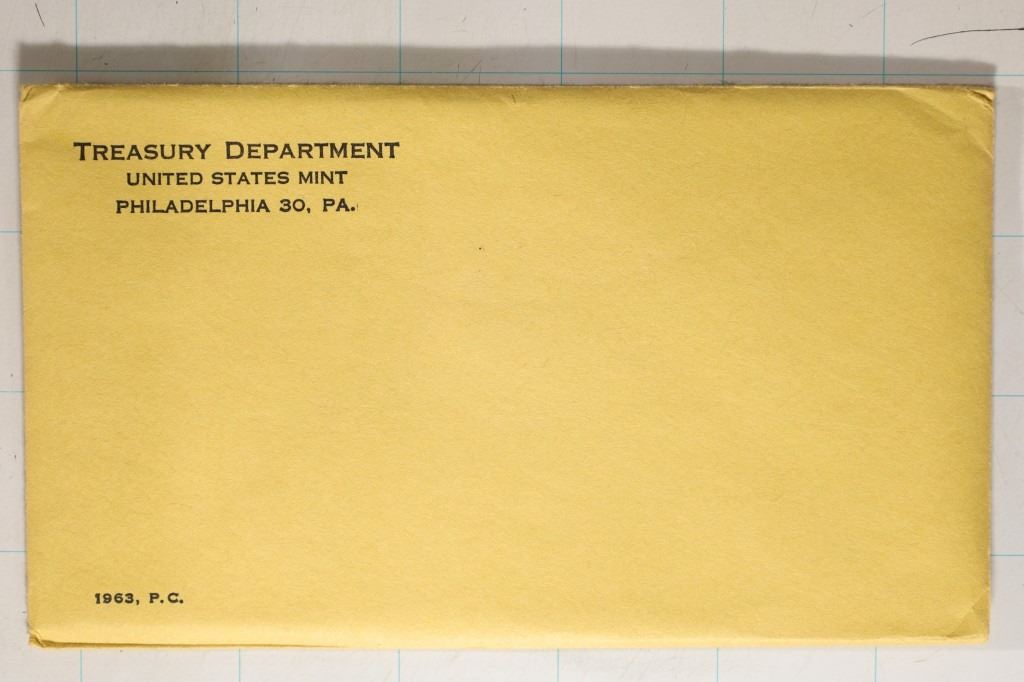 TREASURY DEPARTMENT
UNITED STATES MINT
PHILADELPHIA 30, PA.
1963, P.C.